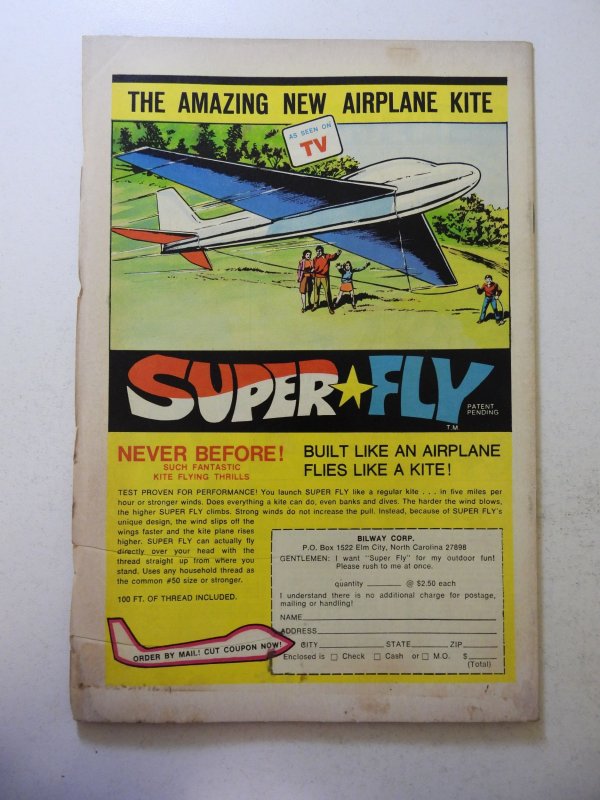 THE AMAZING NEW AIRPLANE KITE
AS SEEN ON
TV
SUPER★FLY
PATENT
PENDING
T.M.
NEVER BEFORE!
SUCH FANTASTIC
KITE FLYING THRILLS
BUILT LIKE AN AIRPLANE
FLIES LIKE A KITE!
TEST PROVEN FOR PERFORMANCE! You launch SUPER FLY like a regular kite . . . in five miles per
hour or stronger winds. Does everything a kite can do, even banks and dives. The harder the wind blows,
the higher SUPER FLY climbs. Strong winds do not increase the pull. Instead, because of SUPER FLY's
unique design, the wind slips off the
wings faster and the kite plane rises
higher. SUPER FLY can actually fly
directly over your head with the
thread straight up from where you
stand. Uses any household thread as
the common #50 size or stronger.
100 FT. OF THREAD INCLUDED.
ORDER BY MAIL! CUT COUPON NOW!
BILWAY CORP.
P.O. Box 1522 Elm City, North Carolina 27898
GENTLEMEN: I want "Super Fly" for my outdoor fun!
Please rush to me at once.
quantity ______ @ $2.50 each
I understand there is no additional charge for postage,
mailing or handling!
NAME
ADDRESS
CITY STATE ZIP
Enclosed is □ Check □ Cash or □ M.O. $
(Total)